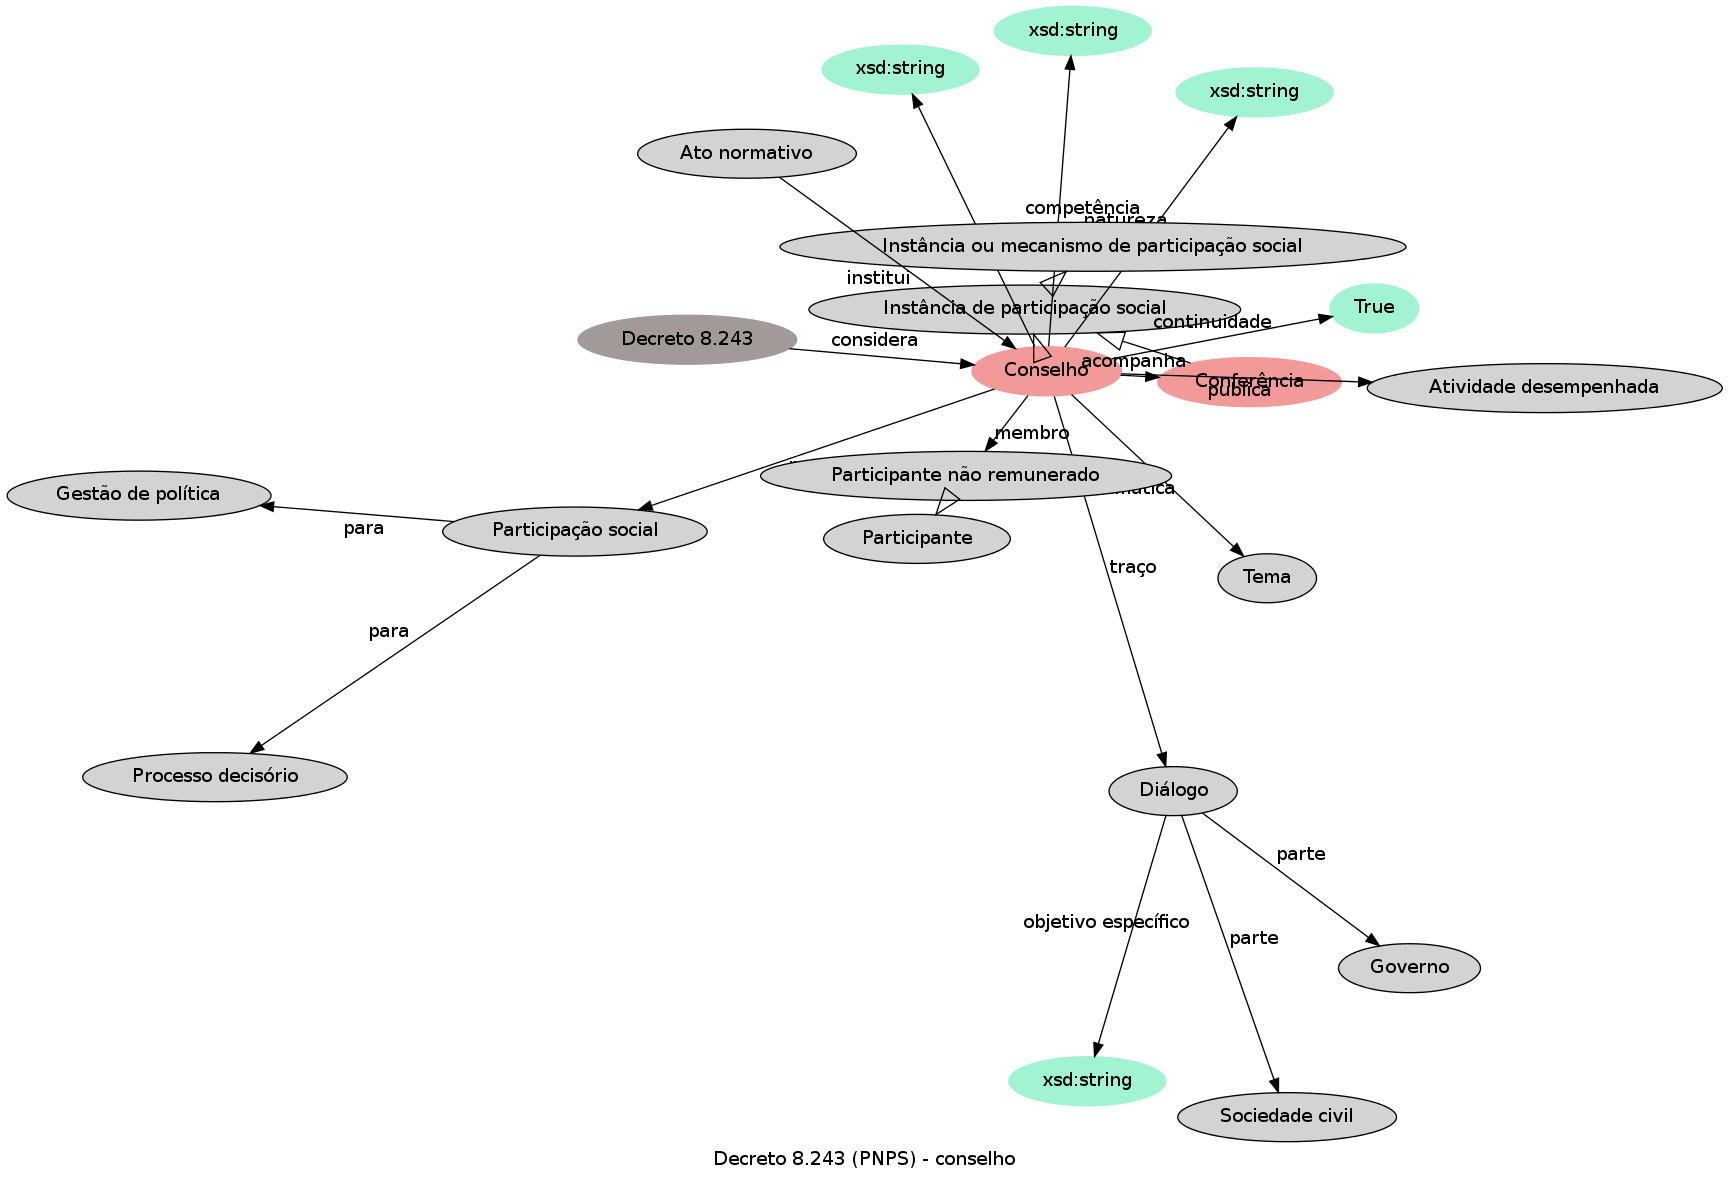 xsd:string
xsd:string
xsd:string
Ato normativo
competência
natureza
Instância ou mecanismo de participação social
institui
Instância de participação social
True
continuidade
Decreto 8.243
considera
acompanha
Conselho
Conferência
publica
Atividade desempenhada
membro
Participante não remunerado
Gestão de política
para
Participação social
Participante
traço
Tema
para
Processo decisório
Diálogo
parte
objetivo específico
parte
Governo
xsd:string
Sociedade civil
Decreto 8.243 (PNPS) - conselho